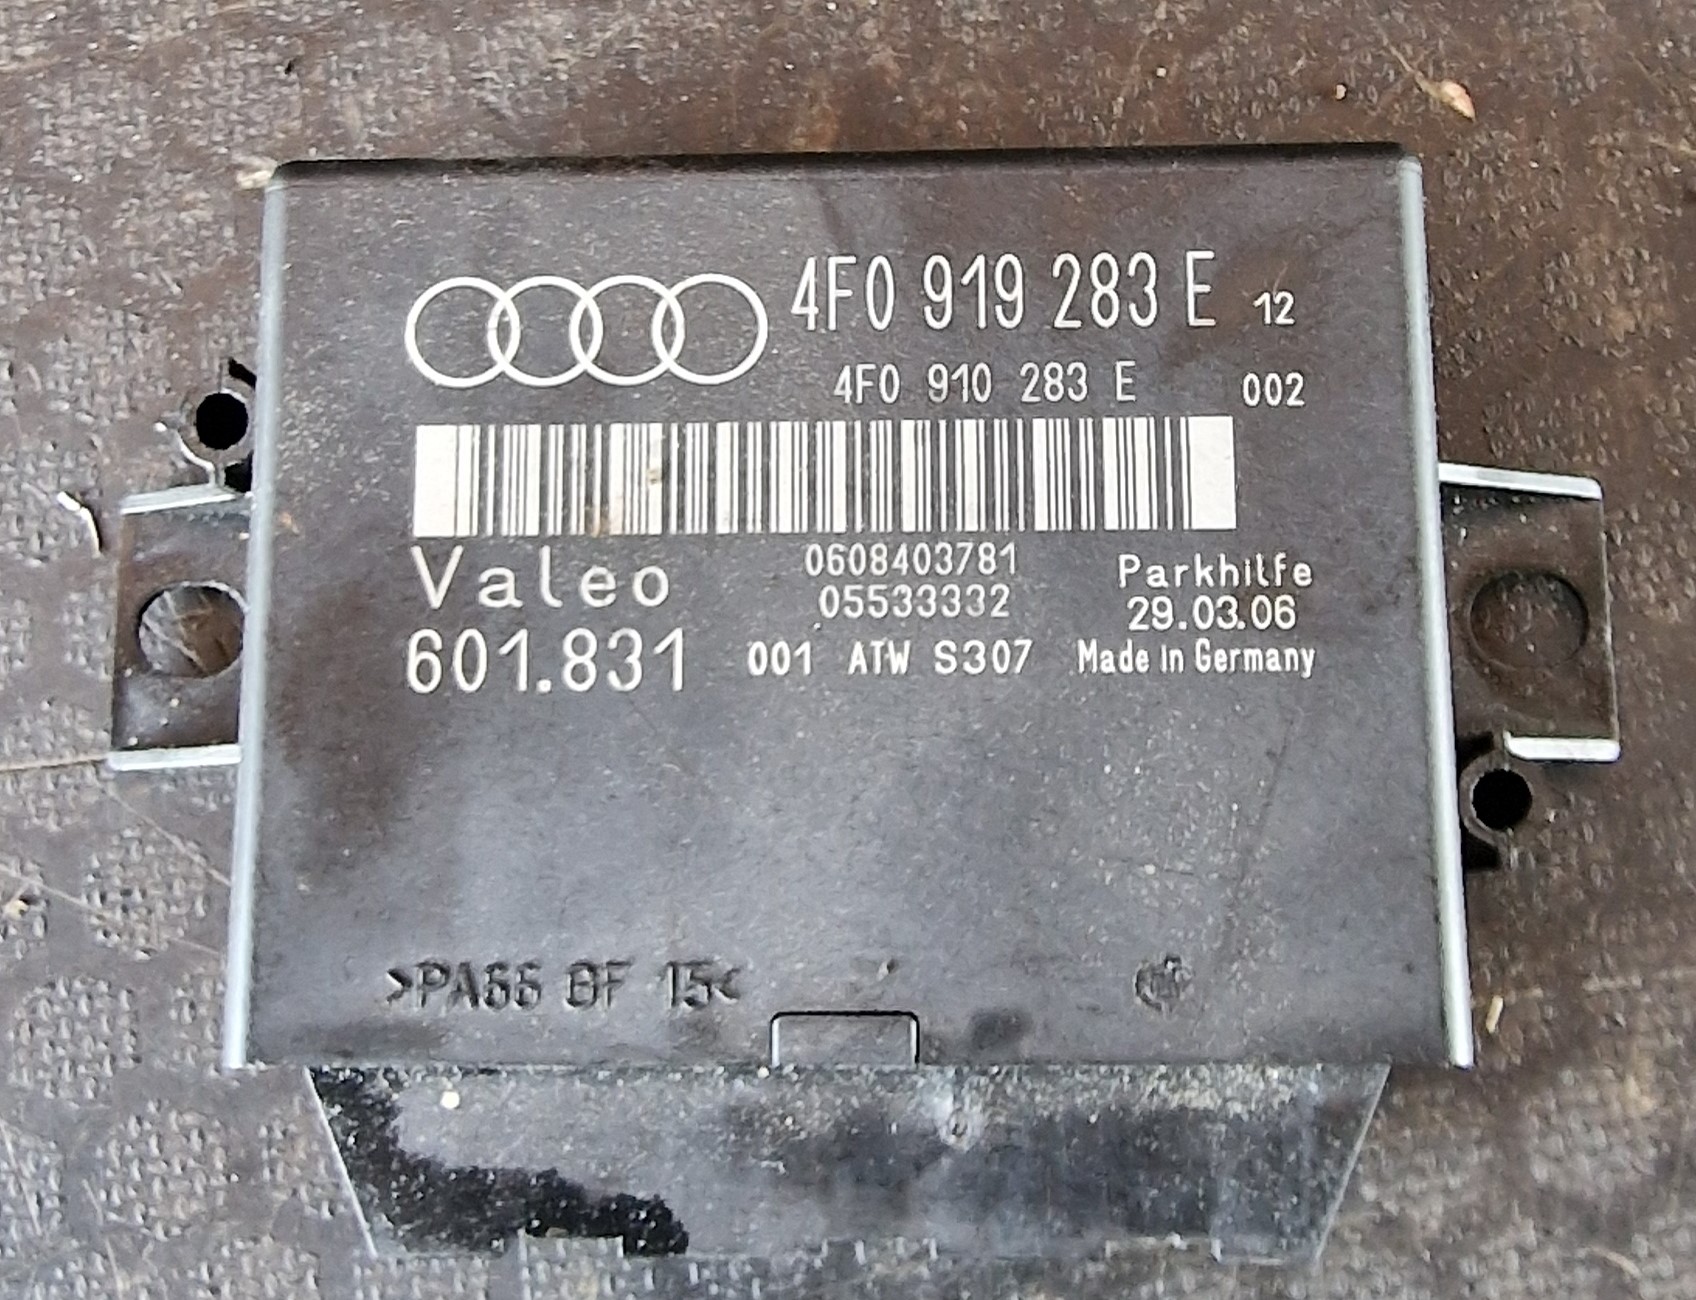 4F0 919 283 E 12
4F0 910 283 E 002
Valeo 0608403781 Parkhilfe
05533332 29.03.06
601.831 001 ATW S307 Made in Germany
>PA66 GF 15<